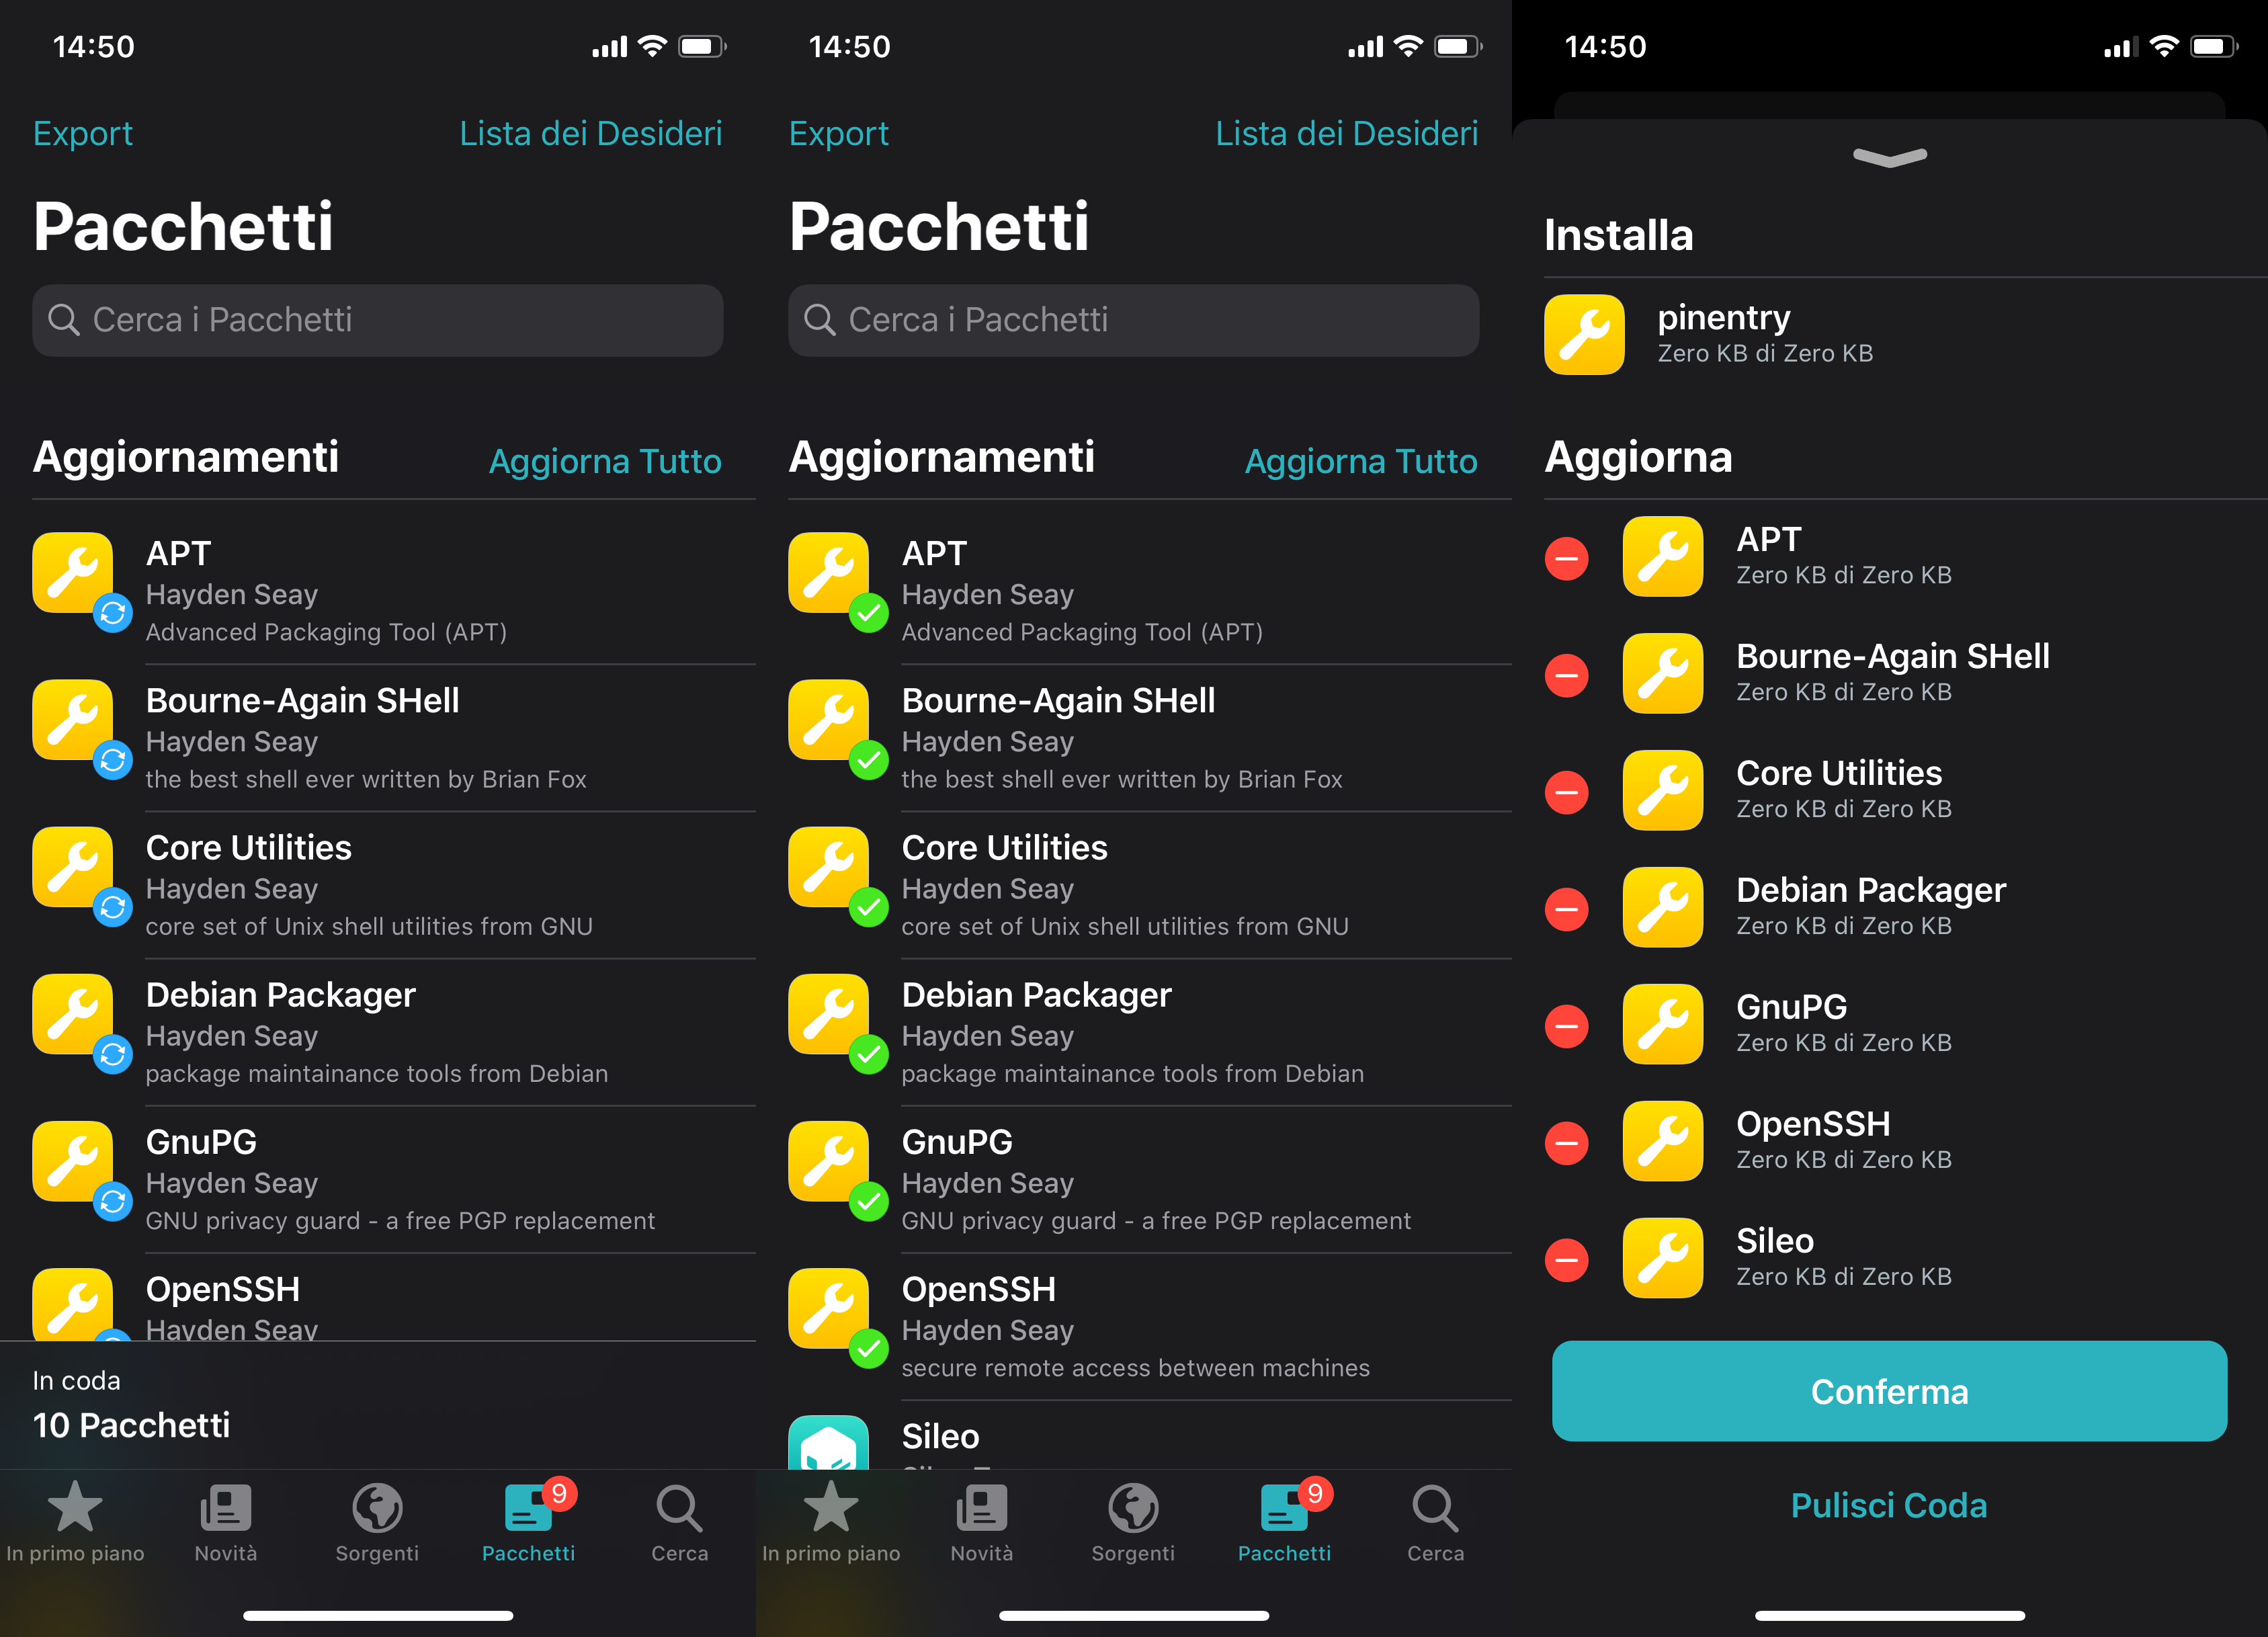 14:50
Export
Lista dei Desideri
Pacchetti
Cerca i Pacchetti
Aggiornamenti
Aggiorna Tutto
APT
Hayden Seay
Advanced Packaging Tool (APT)
Bourne-Again SHell
Hayden Seay
the best shell ever written by Brian Fox
Core Utilities
Hayden Seay
core set of Unix shell utilities from GNU
Debian Packager
Hayden Seay
package maintainance tools from Debian
GnuPG
Hayden Seay
GNU privacy guard - a free PGP replacement
OpenSSH
Hayden Seay
In coda
10 Pacchetti
9
In primo piano
Novità
Sorgenti
Pacchetti
Cerca
14:50
Export
Lista dei Desideri
Pacchetti
Cerca i Pacchetti
Aggiornamenti
Aggiorna Tutto
APT
Hayden Seay
Advanced Packaging Tool (APT)
Bourne-Again SHell
Hayden Seay
the best shell ever written by Brian Fox
Core Utilities
Hayden Seay
core set of Unix shell utilities from GNU
Debian Packager
Hayden Seay
package maintainance tools from Debian
GnuPG
Hayden Seay
GNU privacy guard - a free PGP replacement
OpenSSH
Hayden Seay
secure remote access between machines
Sileo
9
In primo piano
Novità
Sorgenti
Pacchetti
Cerca
14:50
Installa
pinentry
Zero KB di Zero KB
Aggiorna
APT
Zero KB di Zero KB
Bourne-Again SHell
Zero KB di Zero KB
Core Utilities
Zero KB di Zero KB
Debian Packager
Zero KB di Zero KB
GnuPG
Zero KB di Zero KB
OpenSSH
Zero KB di Zero KB
Sileo
Zero KB di Zero KB
Conferma
Pulisci Coda